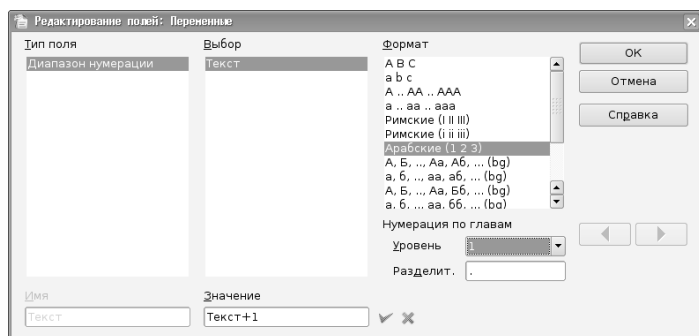 Редактирование полей: Переменные
Тип поля
Диапазон нумерации
Выбор
Текст
Формат
A B C
a b c
A .. AA .. AAA
a .. aa .. aaa
Римские (I II III)
Римские (i ii iii)
Арабские (1 2 3)
А, Б, .., Аа, Аб, ... (bg)
а, б, .., аа, аб, ... (bg)
А, Б, .., Аа, Бб, ... (bg)
а, б, .., аа, бб, ... (bg)
Нумерация по главам
Уровень
1
Разделит.
.
ОК
Отмена
Справка
Имя
Текст
Значение
Текст+1